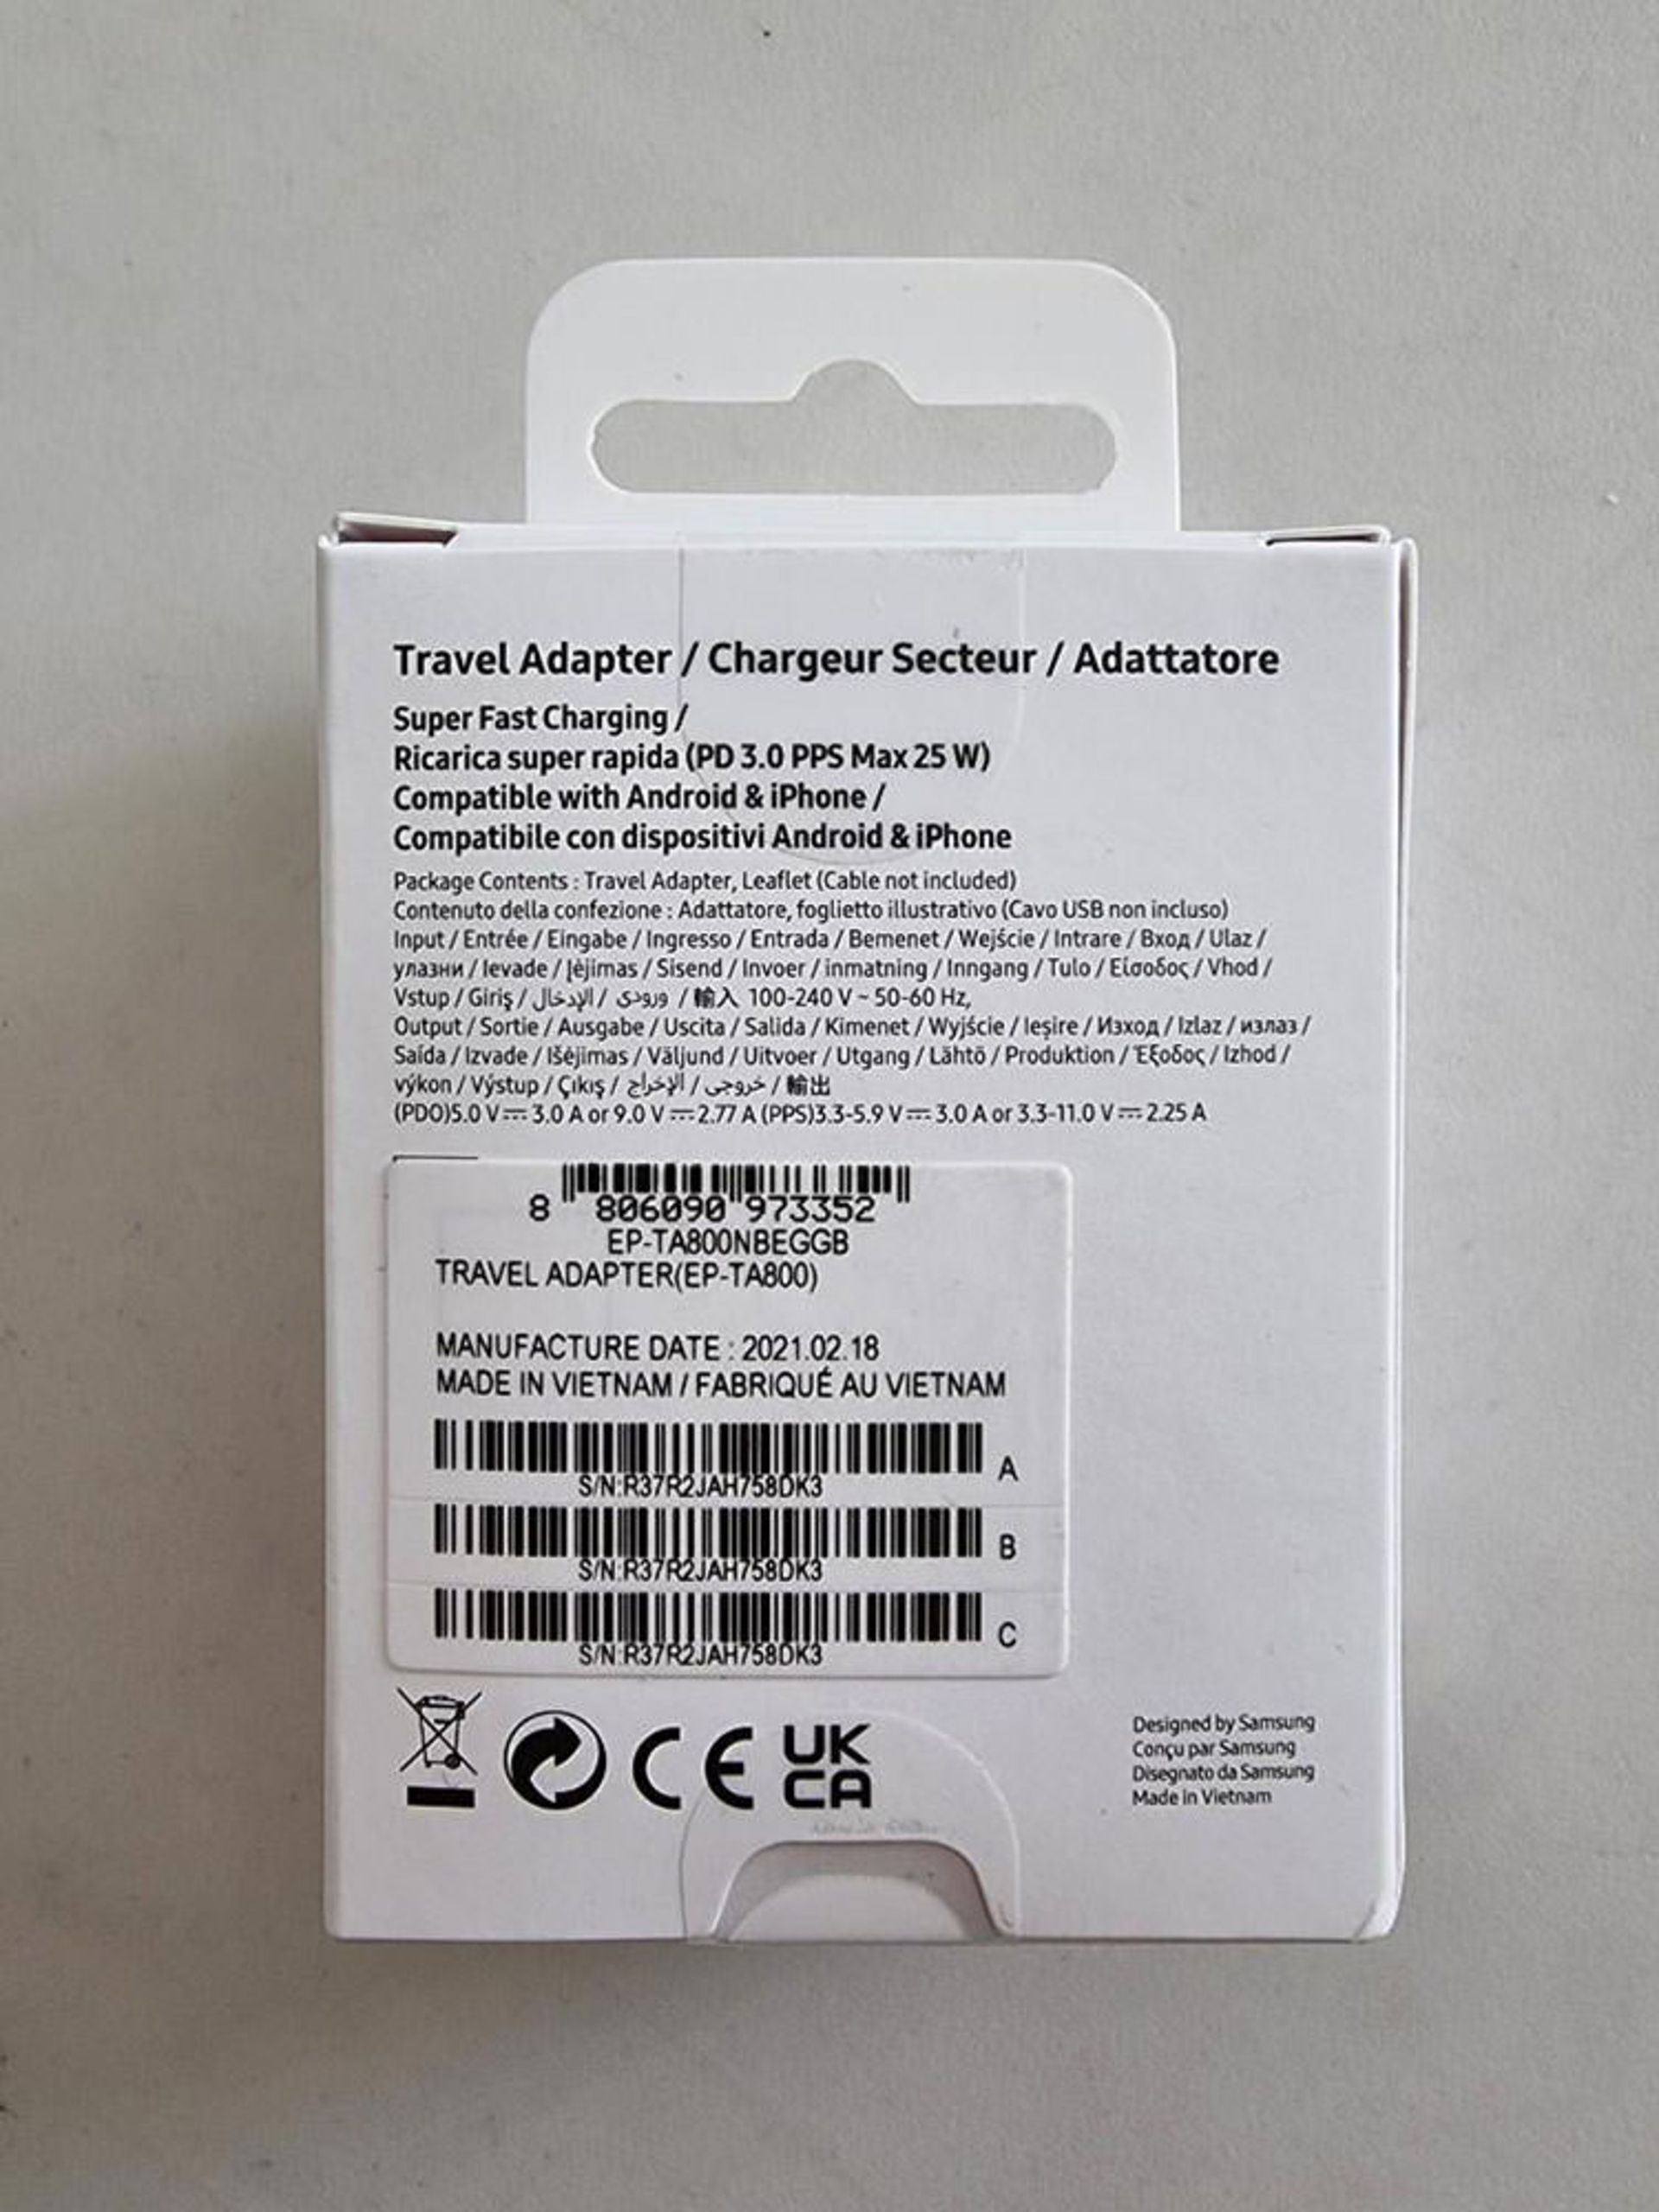 Travel Adapter / Chargeur Secteur / Adattatore
Super Fast Charging /
Ricarica super rapida (PD 3.0 PPS Max 25 W)
Compatible with Android & iPhone /
Compatibile con dispositivi Android & iPhone
Package Contents : Travel Adapter, Leaflet (Cable not included)
Contenuto della confezione : Adattatore, foglietto illustrativo (Cavo USB non incluso)
Input / Entrée / Eingabe / Ingresso / Entrada / Bemenet / Wejście / Intrare / Вход / Ulaz /
улазни / Ievade / Įėjimas / Sisend / Invoer / inmatning / Inngang / Tulo / Είσοδος / Vhod /
Vstup / Giriş / الإدخال / ورودی / 輸入 100-240 V ~ 50-60 Hz,
Output / Sortie / Ausgabe / Uscita / Salida / Kimenet / Wyjście / Ieșire / Изход / Izlaz / излаз /
Saída / Izvade / Išėjimas / Väljund / Uitvoer / Utgang / Lähtö / Produktion / Έξοδος / Izhod /
výkon / Výstup / Çıkış / الإخراج / خروجی / 輸出
(PDO)5.0 V⎓ 3.0 A or 9.0 V⎓2.77 A (PPS)3.3-5.9 V⎓ 3.0 A or 3.3-11.0 V⎓ 2.25 A
8 806090 973352
EP-TA800NBEGGB
TRAVEL ADAPTER(EP-TA800)
MANUFACTURE DATE : 2021.02.18
MADE IN VIETNAM / FABRIQUÉ AU VIETNAM
A
S/N:R37R2JAH758DK3
B
S/N:R37R2JAH758DK3
C
S/N:R37R2JAH758DK3
CE UK
CA
Designed by Samsung
Conçu par Samsung
Disegnato da Samsung
Made in Vietnam